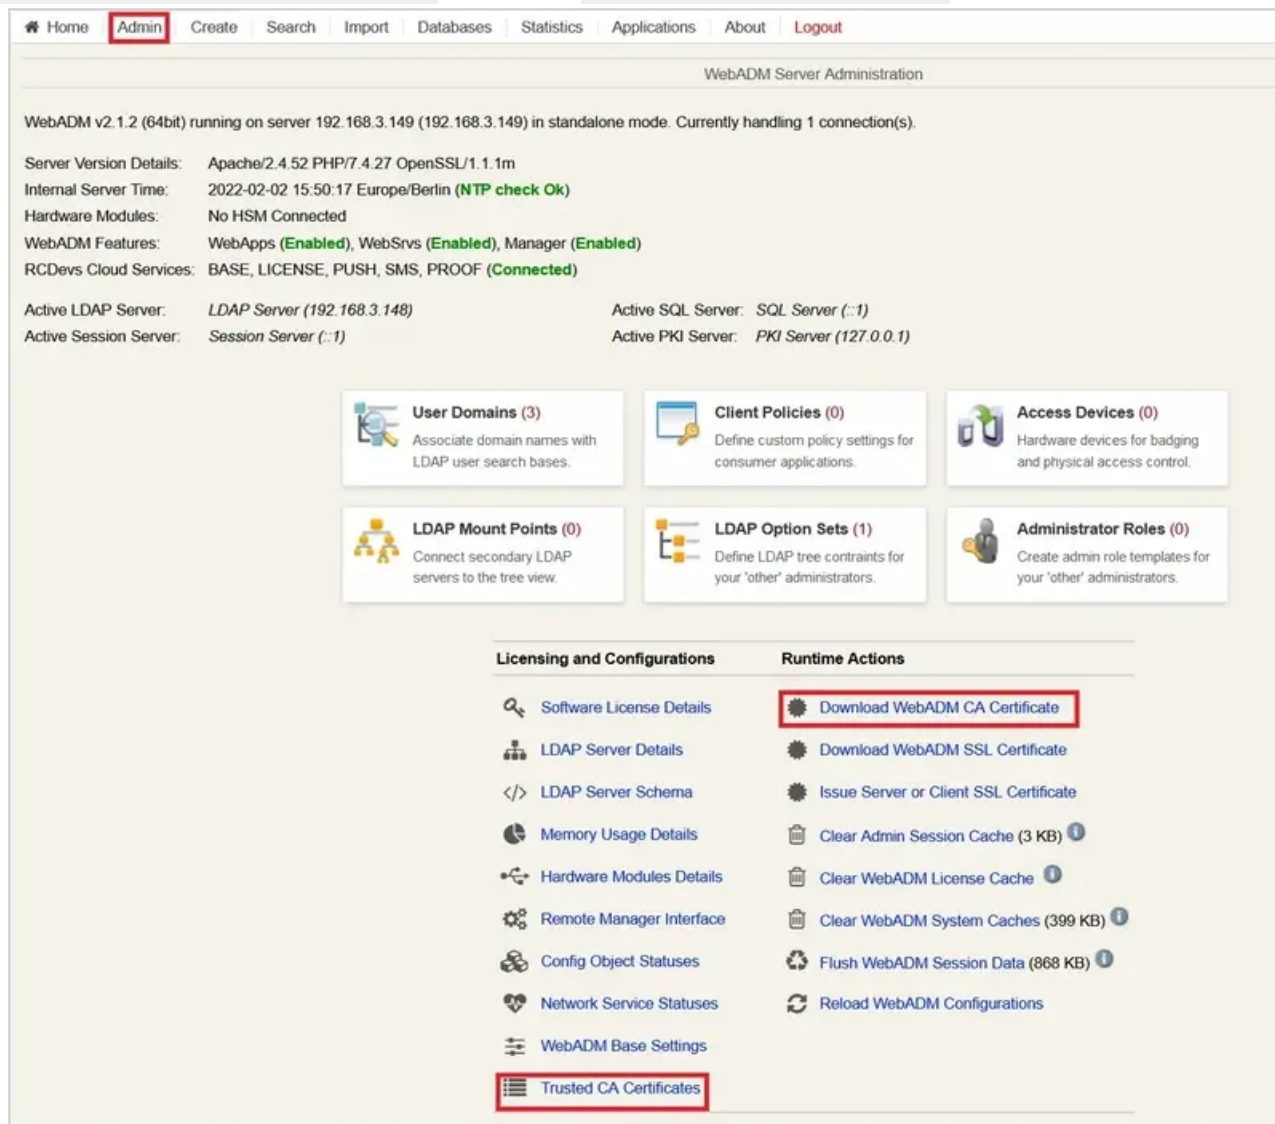 Home Admin Create Search Import Databases Statistics Applications About Logout
WebADM Server Administration
WebADM v2.1.2 (64bit) running on server 192.168.3.149 (192.168.3.149) in standalone mode. Currently handling 1 connection(s).
Server Version Details: Apache/2.4.52 PHP/7.4.27 OpenSSL/1.1.1m
Internal Server Time: 2022-02-02 15:50:17 Europe/Berlin (NTP check Ok)
Hardware Modules: No HSM Connected
WebADM Features: WebApps (Enabled), WebSrvs (Enabled), Manager (Enabled)
RCDevs Cloud Services: BASE, LICENSE, PUSH, SMS, PROOF (Connected)
Active LDAP Server: LDAP Server (192.168.3.148) Active SQL Server: SQL Server (::1)
Active Session Server: Session Server (::1) Active PKI Server: PKI Server (127.0.0.1)
User Domains (3)
Associate domain names with
LDAP user search bases.
Client Policies (0)
Define custom policy settings for
consumer applications.
Access Devices (0)
Hardware devices for badging
and physical access control.
LDAP Mount Points (0)
Connect secondary LDAP
servers to the tree view.
LDAP Option Sets (1)
Define LDAP tree contraints for
your 'other' administrators.
Administrator Roles (0)
Create admin role templates for
your 'other' administrators.
Licensing and Configurations
Software License Details
LDAP Server Details
LDAP Server Schema
Memory Usage Details
Hardware Modules Details
Remote Manager Interface
Config Object Statuses
Network Service Statuses
WebADM Base Settings
Trusted CA Certificates
Runtime Actions
Download WebADM CA Certificate
Download WebADM SSL Certificate
Issue Server or Client SSL Certificate
Clear Admin Session Cache (3 KB)
Clear WebADM License Cache
Clear WebADM System Caches (399 KB)
Flush WebADM Session Data (868 KB)
Reload WebADM Configurations